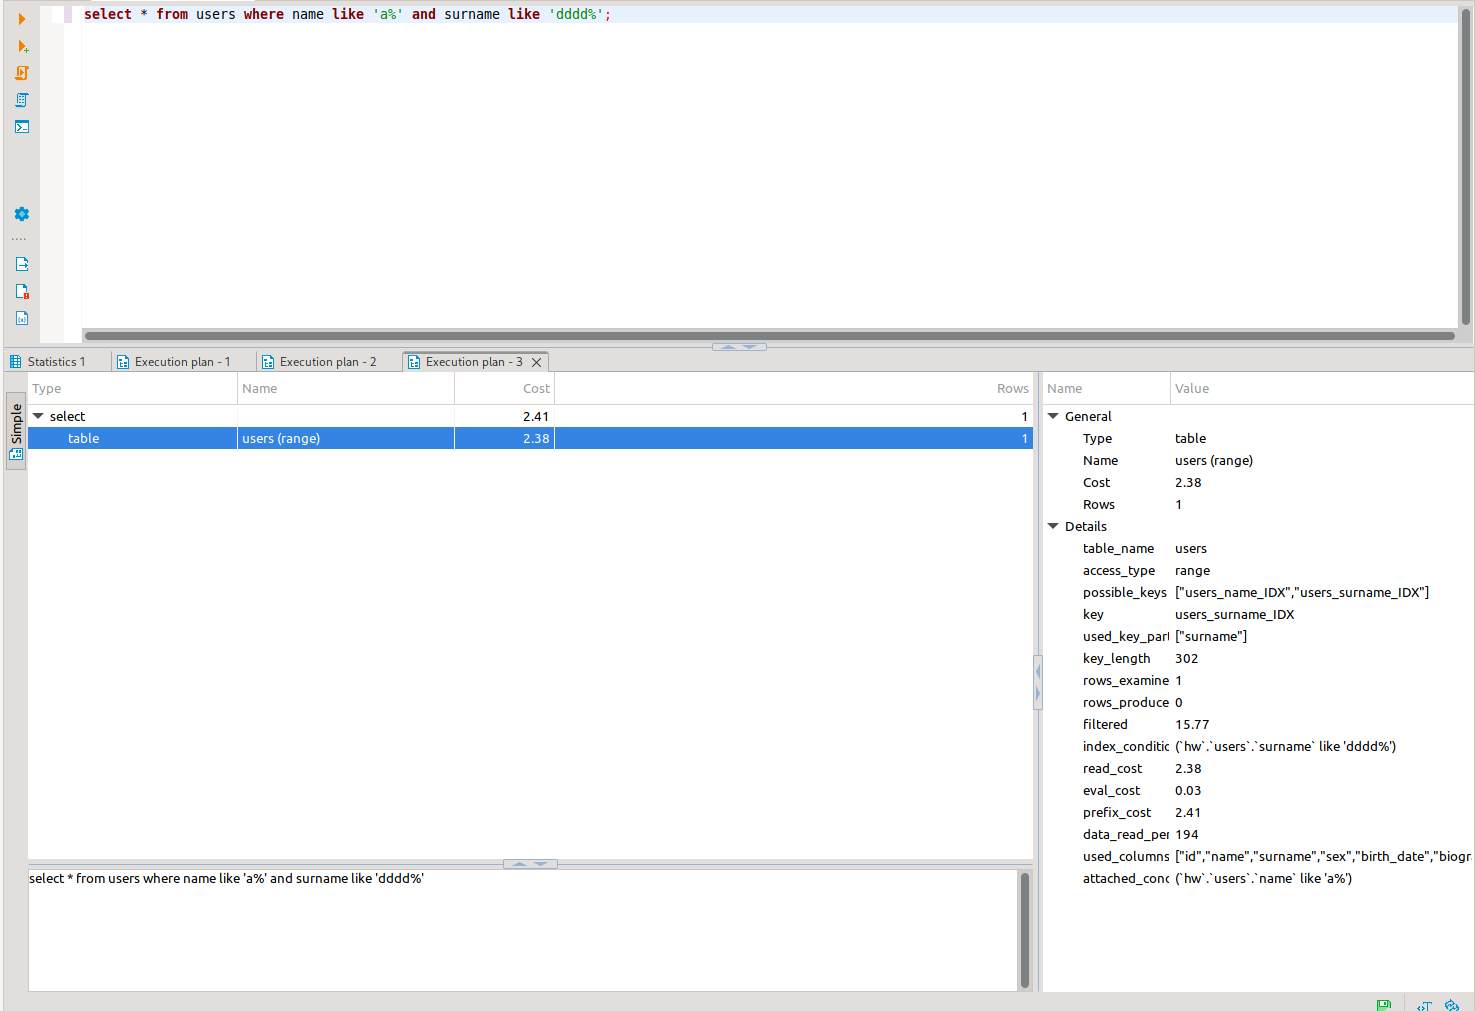 select * from users where name like 'a%' and surname like 'dddd%';
Statistics 1
Execution plan - 1
Execution plan - 2
Execution plan - 3
Simple
Type Name Cost Rows
select 2.41 1
table users (range) 2.38 1
select * from users where name like 'a%' and surname like 'dddd%'
Name Value
General
Type table
Name users (range)
Cost 2.38
Rows 1
Details
table_name users
access_type range
possible_keys ["users_name_IDX","users_surname_IDX"]
key users_surname_IDX
used_key_part ["surname"]
key_length 302
rows_examine 1
rows_produce 0
filtered 15.77
index_conditic (`hw`.`users`.`surname` like 'dddd%')
read_cost 2.38
eval_cost 0.03
prefix_cost 2.41
data_read_per 194
used_columns ["id","name","surname","sex","birth_date","biogr
attached_conc (`hw`.`users`.`name` like 'a%')